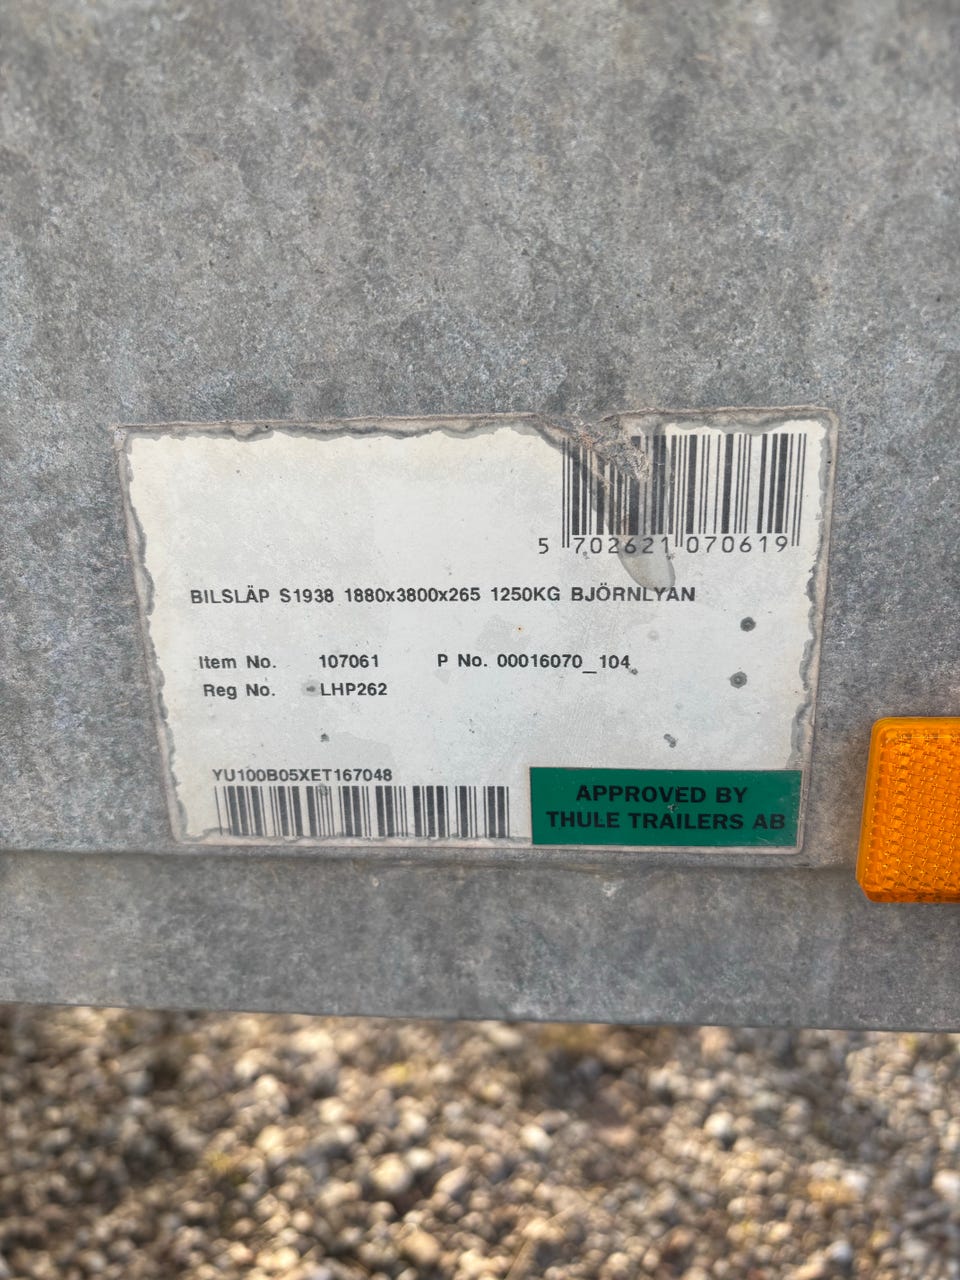 5 702621 070619
BILSLÄP S1938 1880x3800x265 1250KG BJÖRNLYAN
Item No. 107061 P No. 00016070_104
Reg No. LHP262
YU100B05XET167048
APPROVED BY
THULE TRAILERS AB